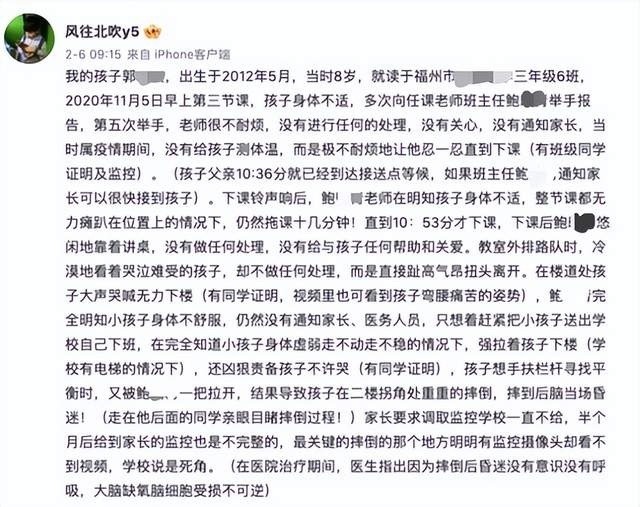 风往北吹y5
2-6 09:15 来自 iPhone客户端
我的孩子郭，出生于2012年5月，当时8岁，就读于福州市三年级6班，
2020年11月5日早上第三节课，孩子身体不适，多次向任课老师班主任鲍举手报
告，第五次举手，老师很不耐烦，没有进行任何的处理，没有关心，没有通知家长，当
时属疫情期间，没有给孩子测体温，而是极不耐烦地让他忍一忍直到下课（有班级同学
证明及监控）。（孩子父亲10:36分就已经到达接送点等候，如果班主任鲍，通知家
长可以很快接到孩子）。下课铃声响后，鲍老师在明知孩子身体不适，整节课都无
力瘫趴在位置上的情况下，仍然拖课十几分钟！直到10：53分才下课，下课后鲍悠
闲地靠着讲桌，没有做任何处理，没有给与孩子任何帮助和关爱。教室外排路队时，冷
漠地看着哭泣难受的孩子，却不做任何处理，而是直接趾高气昂扭头离开。在楼道处孩
子大声哭喊无力下楼（有同学证明，视频里也可看到孩子弯腰痛苦的姿势），鲍完
全明知小孩子身体不舒服，仍然没有通知家长、医务人员，只想着赶紧把小孩子送出学
校自己下班，在完全知道小孩子身体虚弱走不动走不稳的情况下，强拉着孩子下楼（学
校有电梯的情况下），还凶狠责备孩子不许哭（有同学证明），孩子想手扶栏杆寻找平
衡时，又被鲍一把拉开，结果导致孩子在二楼拐角处重重的摔倒，摔到后脑当场昏
迷！（走在他后面的同学亲眼目睹摔倒过程！）家长要求调取监控学校一直不给，半个
月后给到家长的监控也是不完整的，最关键的摔倒的那个地方明明有监控摄像头却看不
到视频，学校说是死角。（在医院治疗期间，医生指出因为摔倒后昏迷没有意识没有呼
吸，大脑缺氧脑细胞受损不可逆）